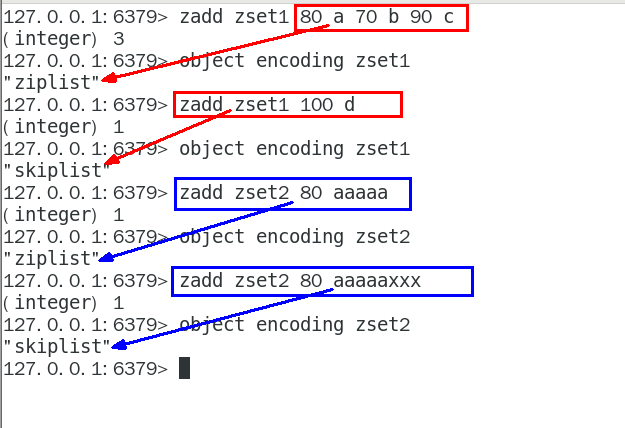 127.0.0.1:6379> zadd zset1 80 a 70 b 90 c
(integer) 3
127.0.0.1:6379> object encoding zset1
"ziplist"
127.0.0.1:6379> zadd zset1 100 d
(integer) 1
127.0.0.1:6379> object encoding zset1
"skiplist"
127.0.0.1:6379> zadd zset2 80 aaaaa
(integer) 1
127.0.0.1:6379> object encoding zset2
"ziplist"
127.0.0.1:6379> zadd zset2 80 aaaaaxxx
(integer) 1
127.0.0.1:6379> object encoding zset2
"skiplist"
127.0.0.1:6379>